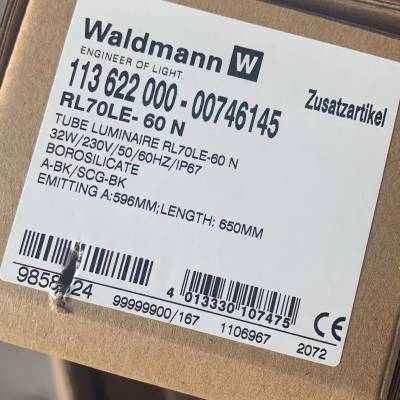 Waldmann W
ENGINEER OF LIGHT.
113 622 000 - 00746145
Zusatzartikel
RL70LE- 60 N
TUBE LUMINAIRE RL70LE-60 N
32W/230V/50/60HZ/IP67
BOROSILICATE
A-BK/SCG-BK
EMITTING A:596MM;LENGTH: 650MM
4 013330 107475
99999900/167
1106967
2072
CE